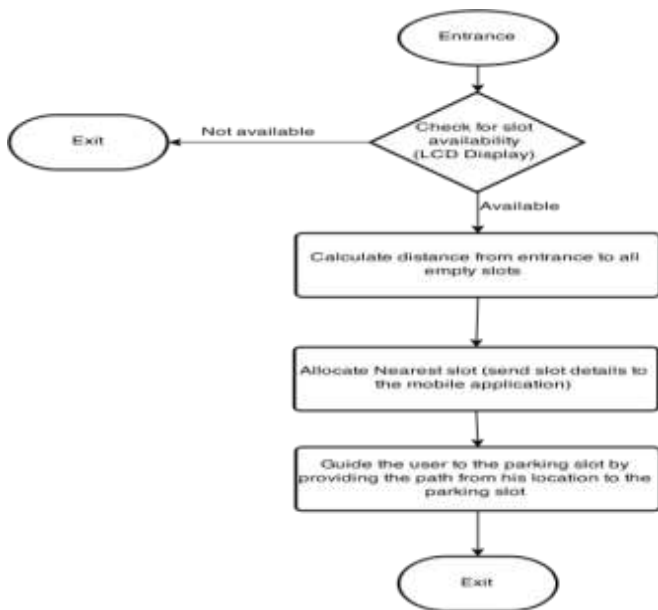 Entrance
Check for slot
availability
(LCD Display)
Not available
Exit
Available
Calculate distance from entrance to all
empty slots
Allocate Nearest slot (send slot details to
the mobile application)
Guide the user to the parking slot by
providing the path from his location to the
parking slot
Exit